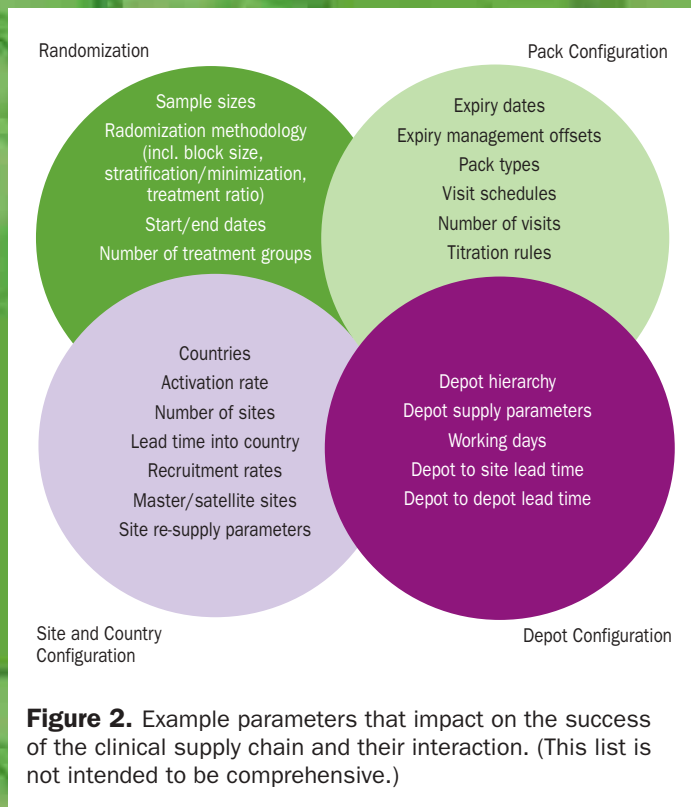 Randomization
Sample sizes
Radomization methodology
(incl. block size,
stratification/minimization,
treatment ratio)
Start/end dates
Number of treatment groups
Pack Configuration
Expiry dates
Expiry management offsets
Pack types
Visit schedules
Number of visits
Titration rules
Countries
Activation rate
Number of sites
Lead time into country
Recruitment rates
Master/satellite sites
Site re-supply parameters
Site and Country
Configuration
Depot hierarchy
Depot supply parameters
Working days
Depot to site lead time
Depot to depot lead time
Depot Configuration
Figure 2. Example parameters that impact on the success
of the clinical supply chain and their interaction. (This list is
not intended to be comprehensive.)